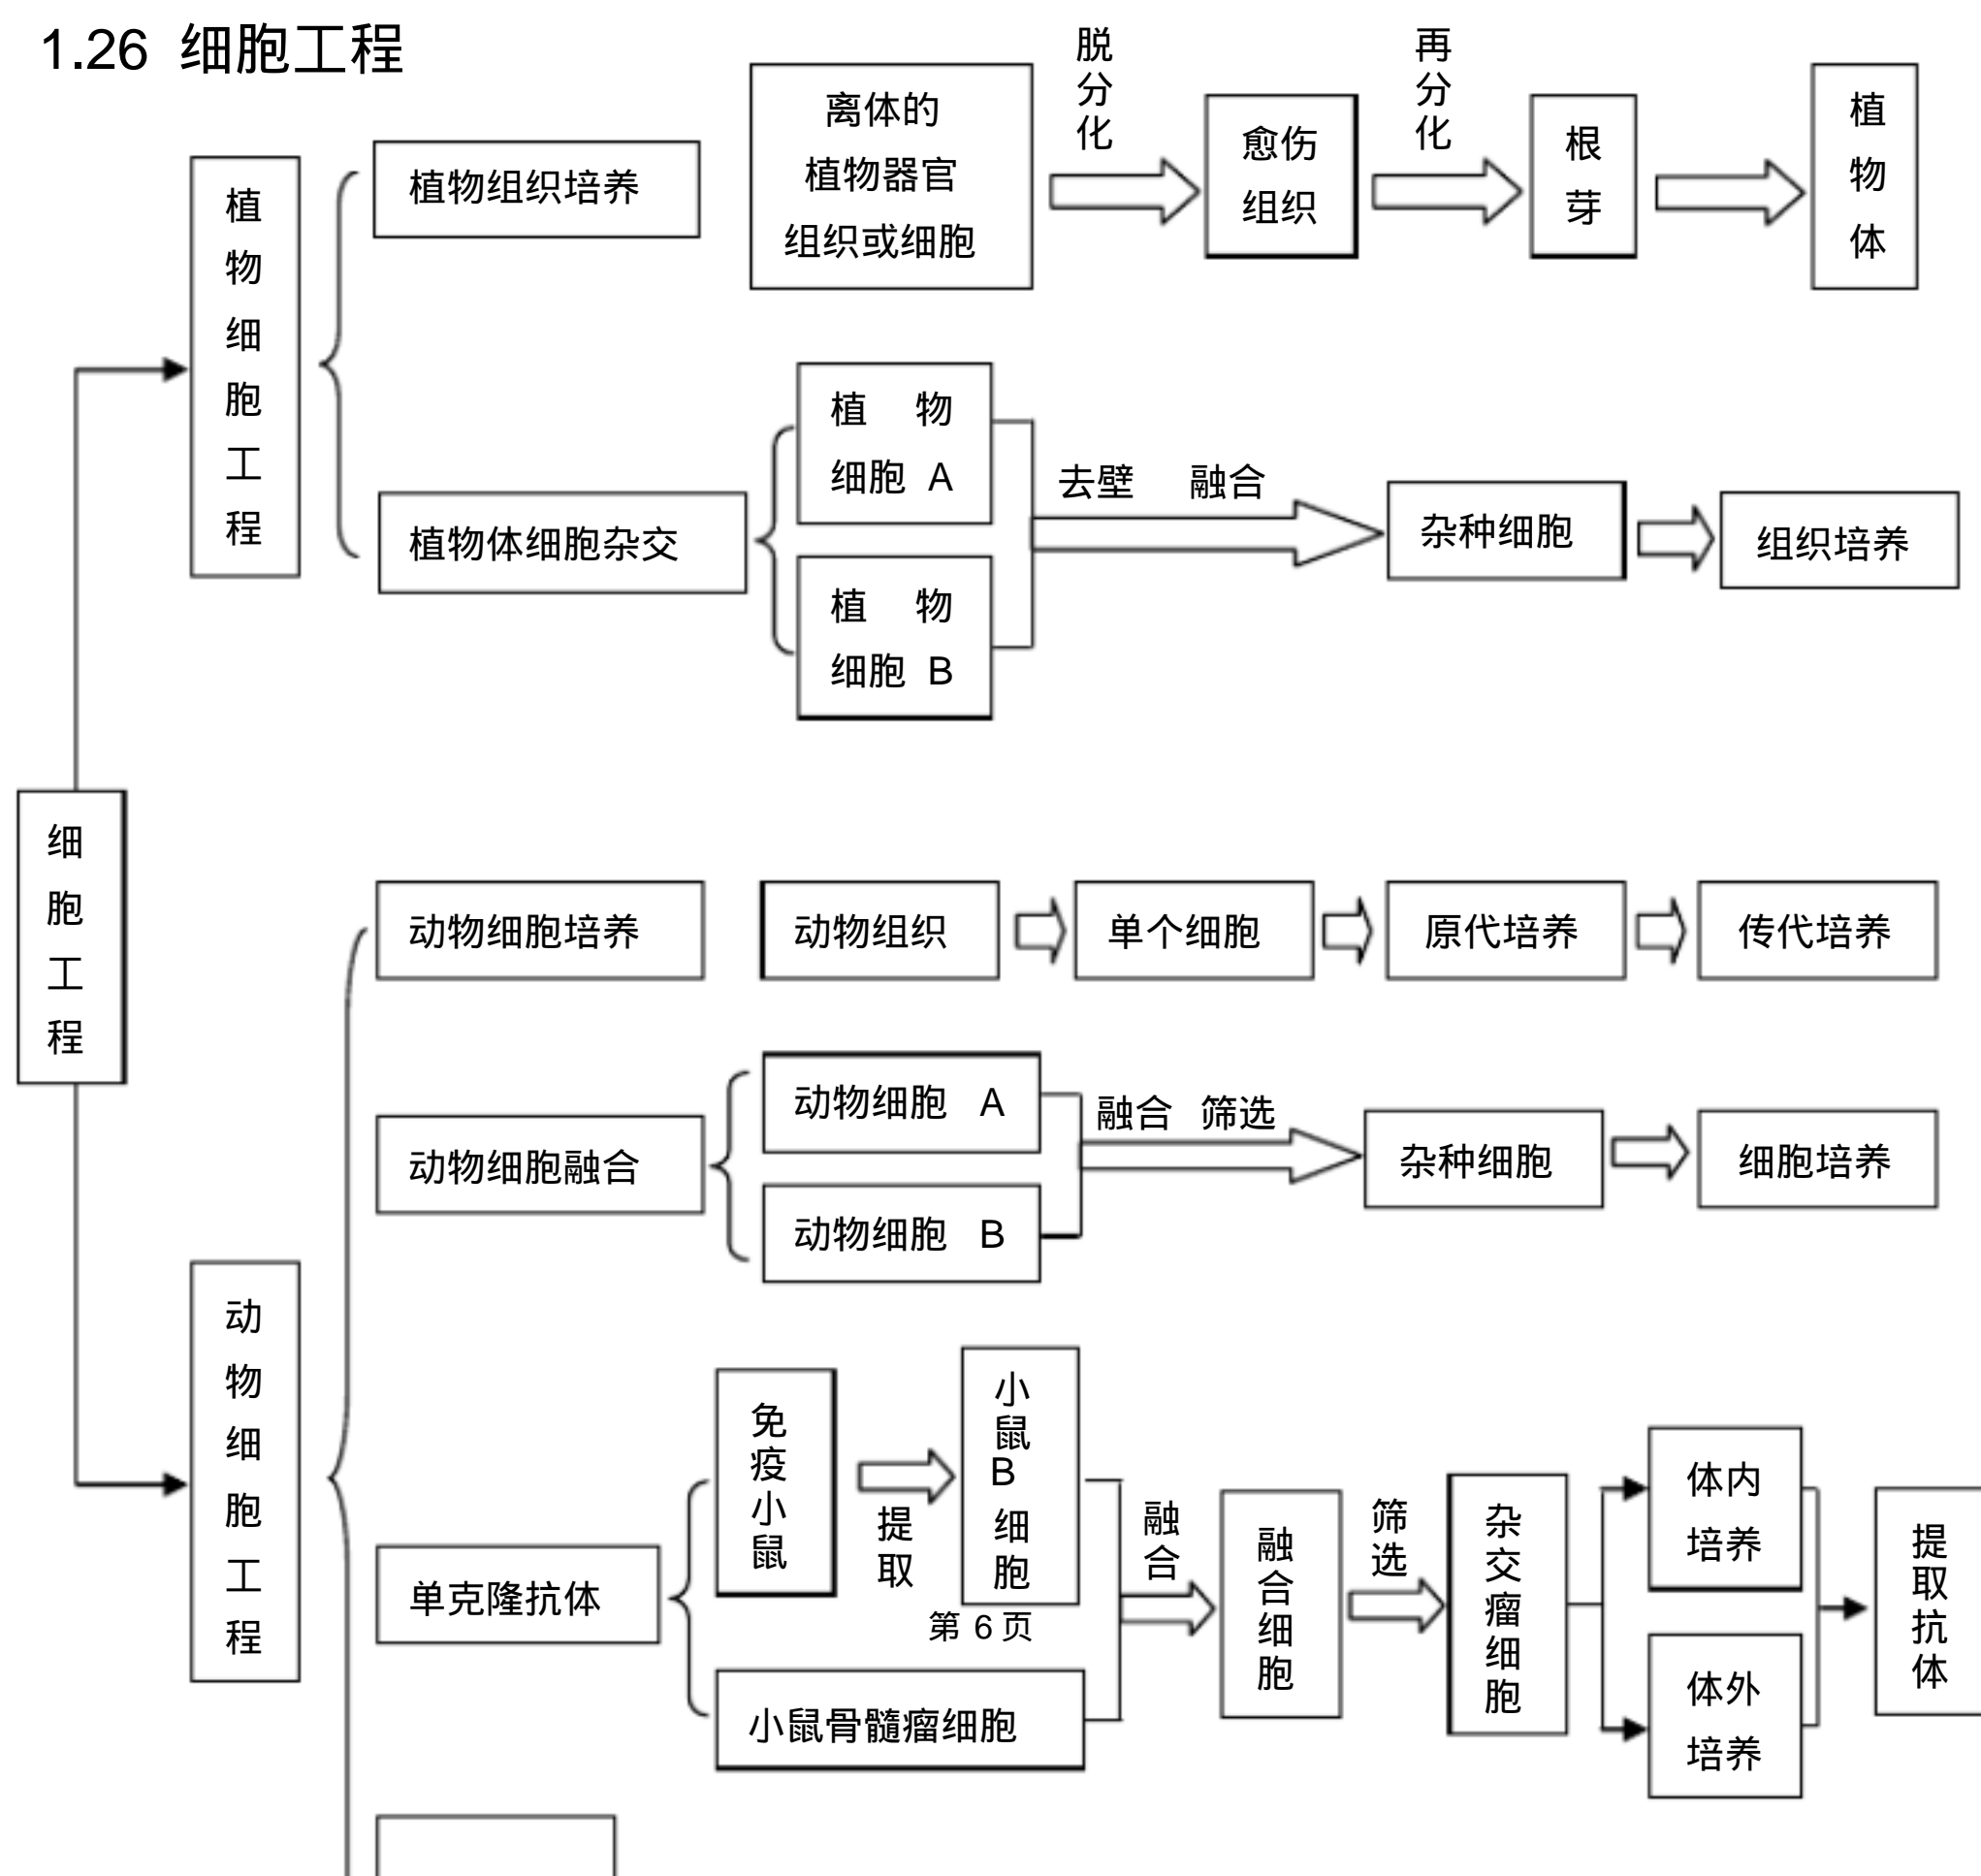 1.26 细胞工程
植物细胞工程
植物组织培养
离体的
植物器官
组织或细胞
脱分化
愈伤
组织
再分化
根芽
植物体
植物体细胞杂交
植 物
细胞 A
植 物
细胞 B
去壁 融合
杂种细胞
组织培养
细胞工程
动物细胞工程
动物细胞培养
动物组织
单个细胞
原代培养
传代培养
动物细胞融合
动物细胞 A
动物细胞 B
融合 筛选
杂种细胞
细胞培养
单克隆抗体
免疫小鼠
提取
小鼠B细胞
小鼠骨髓瘤细胞
融合
融合细胞
筛选
杂交瘤细胞
体内
培养
体外
培养
提取抗体
第 6 页